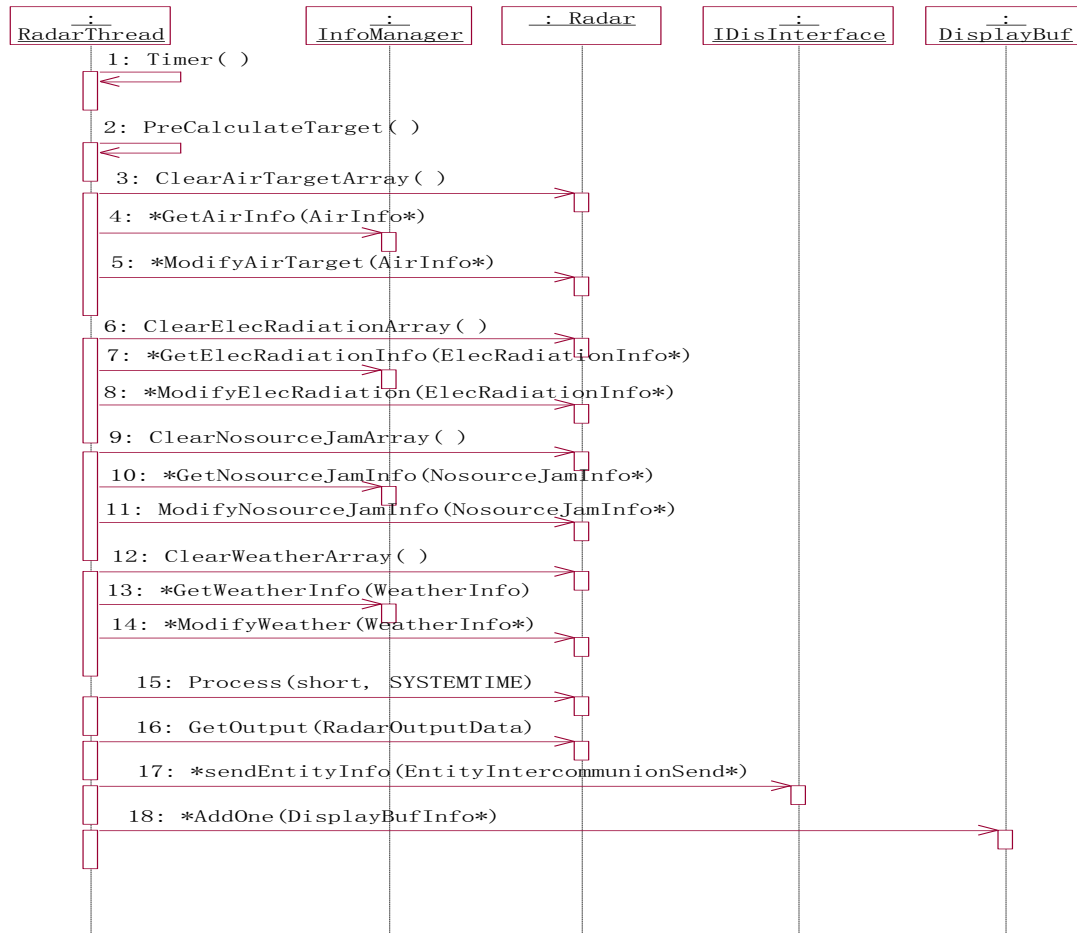 :
RadarThread
:
InfoManager
: Radar
:
IDisInterface
:
DisplayBuf
1: Timer( )
2: PreCalculateTarget( )
3: ClearAirTargetArray( )
4: *GetAirInfo(AirInfo*)
5: *ModifyAirTarget(AirInfo*)
6: ClearElecRadiationArray( )
7: *GetElecRadiationInfo(ElecRadiationInfo*)
8: *ModifyElecRadiation(ElecRadiationInfo*)
9: ClearNosourceJamArray( )
10: *GetNosourceJamInfo(NosourceJamInfo*)
11: ModifyNosourceJamInfo(NosourceJamInfo*)
12: ClearWeatherArray( )
13: *GetWeatherInfo(WeatherInfo)
14: *ModifyWeather(WeatherInfo*)
15: Process(short, SYSTEMTIME)
16: GetOutput(RadarOutputData)
17: *sendEntityInfo(EntityIntercommunionSend*)
18: *AddOne(DisplayBufInfo*)